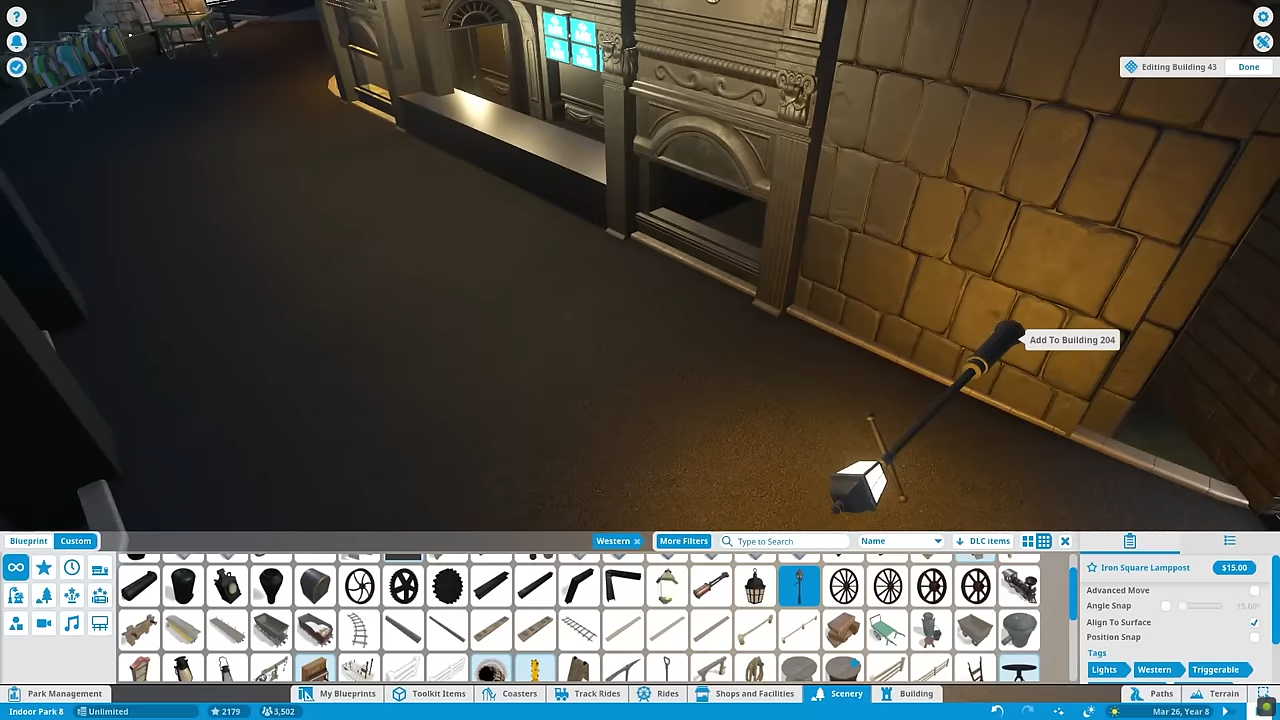 ?
Editing Building 43 Done
Add To Building 204
Blueprint Custom Western × More Filters Type to Search Name DLC items
Iron Square Lamppost $15.00
Advanced Move
Angle Snap 15.00°
Align To Surface
Position Snap
Tags
Lights Western Triggerable
Park Management My Blueprints Toolkit Items Coasters Track Rides Rides Shops and Facilities Scenery Building Paths Terrain
Indoor Park 8 Unlimited 2179 3,502 Mar 26, Year 8